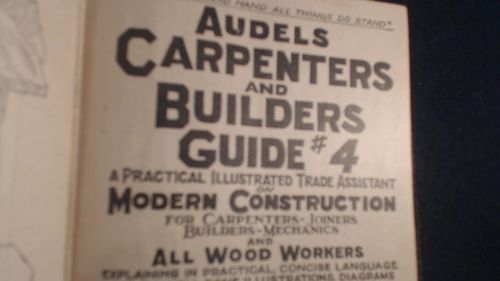 AND HAND ALL THINGS DO STAND"
AUDELS
CARPENTERS
AND
BUILDERS
GUIDE #4
A PRACTICAL ILLUSTRATED TRADE ASSISTANT
ON
MODERN CONSTRUCTION
FOR CARPENTERS-JOINERS
BUILDERS-MECHANICS
AND
ALL WOOD WORKERS
EXPLAINING IN PRACTICAL, CONCISE LANGUAGE
ILLUSTRATIONS, DIAGRAMS